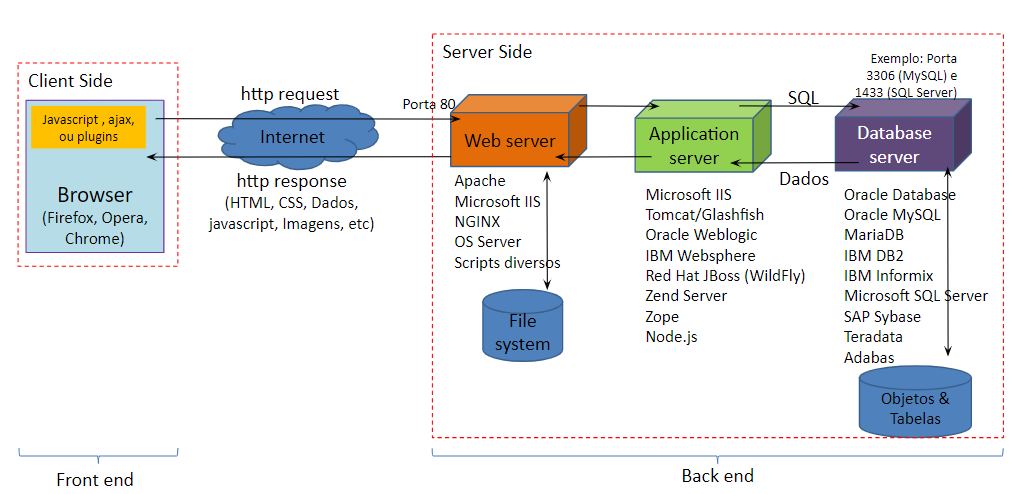 Client Side
Javascript , ajax,
ou plugins
Browser
(Firefox, Opera,
Chrome)
http request
Internet
http response
(HTML, CSS, Dados,
javascript, Imagens, etc)
Server Side
Porta 80
Web server
Apache
Microsoft IIS
NGINX
OS Server
Scripts diversos
File
system
Application
server
Microsoft IIS
Tomcat/Glashfish
Oracle Weblogic
IBM Websphere
Red Hat JBoss (WildFly)
Zend Server
Zope
Node.js
SQL
Dados
Exemplo: Porta
3306 (MySQL) e
1433 (SQL Server)
Database
server
Oracle Database
Oracle MySQL
MariaDB
IBM DB2
IBM Informix
Microsoft SQL Server
SAP Sybase
Teradata
Adabas
Objetos &
Tabelas
Front end
Back end